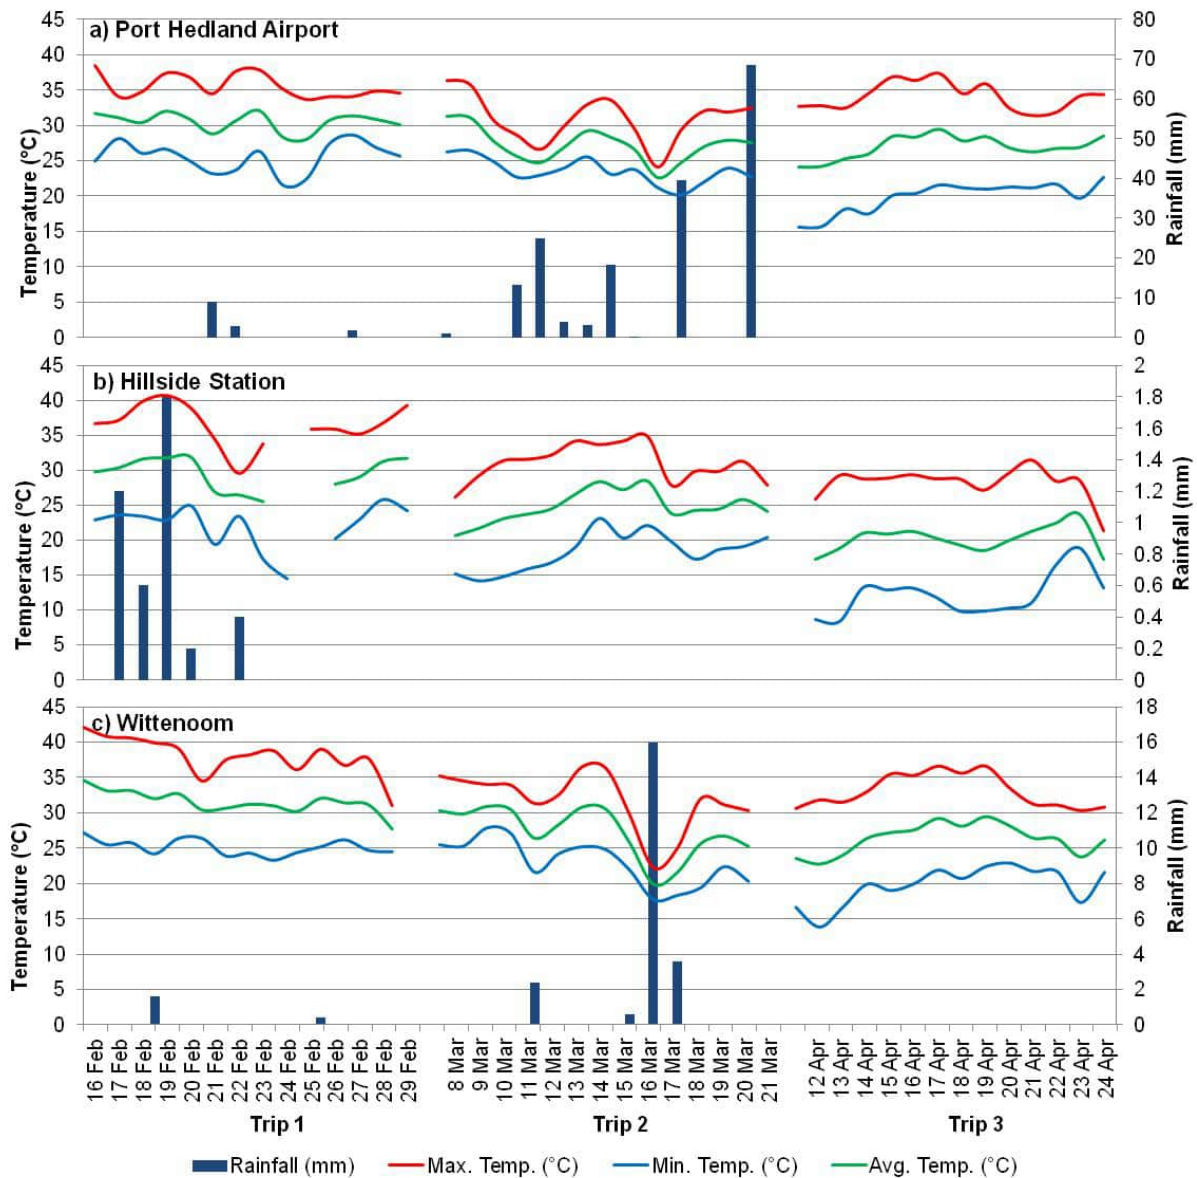 a) Port Hedland Airport
45
40
35
30
25
20
15
10
5
0
Temperature (°C)
80
70
60
50
40
30
20
10
0
Rainfall (mm)
b) Hillside Station
45
40
35
30
25
20
15
10
5
0
Temperature (°C)
2
1.8
1.6
1.4
1.2
1
0.8
0.6
0.4
0.2
0
Rainfall (mm)
c) Wittenoom
45
40
35
30
25
20
15
10
5
0
Temperature (°C)
18
16
14
12
10
8
6
4
2
0
Rainfall (mm)
16 Feb
17 Feb
18 Feb
19 Feb
20 Feb
21 Feb
22 Feb
23 Feb
24 Feb
25 Feb
26 Feb
27 Feb
28 Feb
29 Feb
8 Mar
9 Mar
10 Mar
11 Mar
12 Mar
13 Mar
14 Mar
15 Mar
16 Mar
17 Mar
18 Mar
19 Mar
20 Mar
21 Mar
12 Apr
13 Apr
14 Apr
15 Apr
16 Apr
17 Apr
18 Apr
19 Apr
20 Apr
21 Apr
22 Apr
23 Apr
24 Apr
Trip 1
Trip 2
Trip 3
Rainfall (mm)
Max. Temp. (°C)
Min. Temp. (°C)
Avg. Temp. (°C)